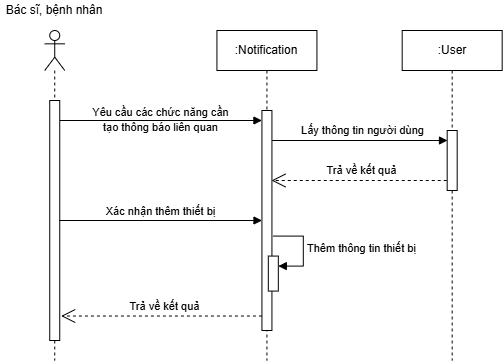 Bác sĩ, bệnh nhân
:Notification
:User
Yêu cầu các chức năng cần
tạo thông báo liên quan
Lấy thông tin người dùng
Trả về kết quả
Xác nhận thêm thiết bị
Thêm thông tin thiết bị
Trả về kết quả